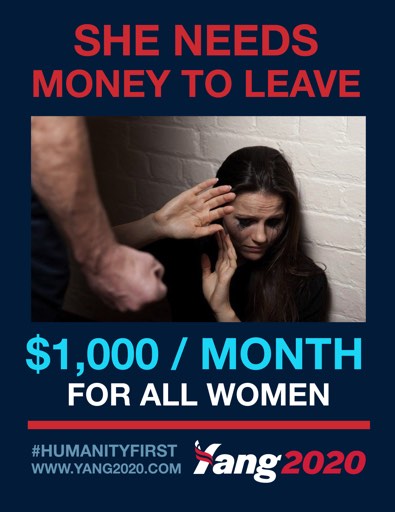 SHE NEEDS
MONEY TO LEAVE
$1,000 / MONTH
FOR ALL WOMEN
#HUMANITYFIRST
WWW.YANG2020.COM
Yang2020